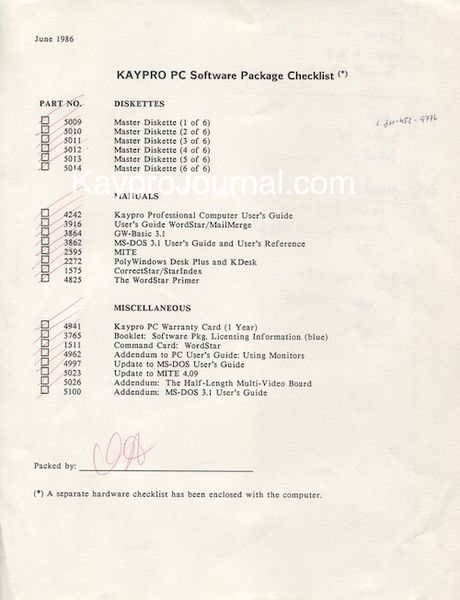 June 1986
KAYPRO PC Software Package Checklist (*)
PART NO. DISKETTES
5009 Master Diskette (1 of 6)
5010 Master Diskette (2 of 6)
5011 Master Diskette (3 of 6)
5012 Master Diskette (4 of 6)
5013 Master Diskette (5 of 6)
5014 Master Diskette (6 of 6)
KayproJournal.com
MANUALS
4242 Kaypro Professional Computer User's Guide
3916 User's Guide WordStar/MailMerge
3864 GW-Basic 3.1
3862 MS-DOS 3.1 User's Guide and User's Reference
2595 MITE
2272 PolyWindows Desk Plus and KDesk
1575 CorrectStar/StarIndex
4825 The WordStar Primer
MISCELLANEOUS
4941 Kaypro PC Warranty Card (1 Year)
3765 Booklet: Software Pkg. Licensing Information (blue)
1511 Command Card: WordStar
4962 Addendum to PC User's Guide: Using Monitors
4997 Update to MS-DOS User's Guide
5023 Update to MITE 4.09
5026 Addendum: The Half-Length Multi-Video Board
5100 Addendum: MS-DOS 3.1 User's Guide
Packed by:
(*) A separate hardware checklist has been enclosed with the computer.